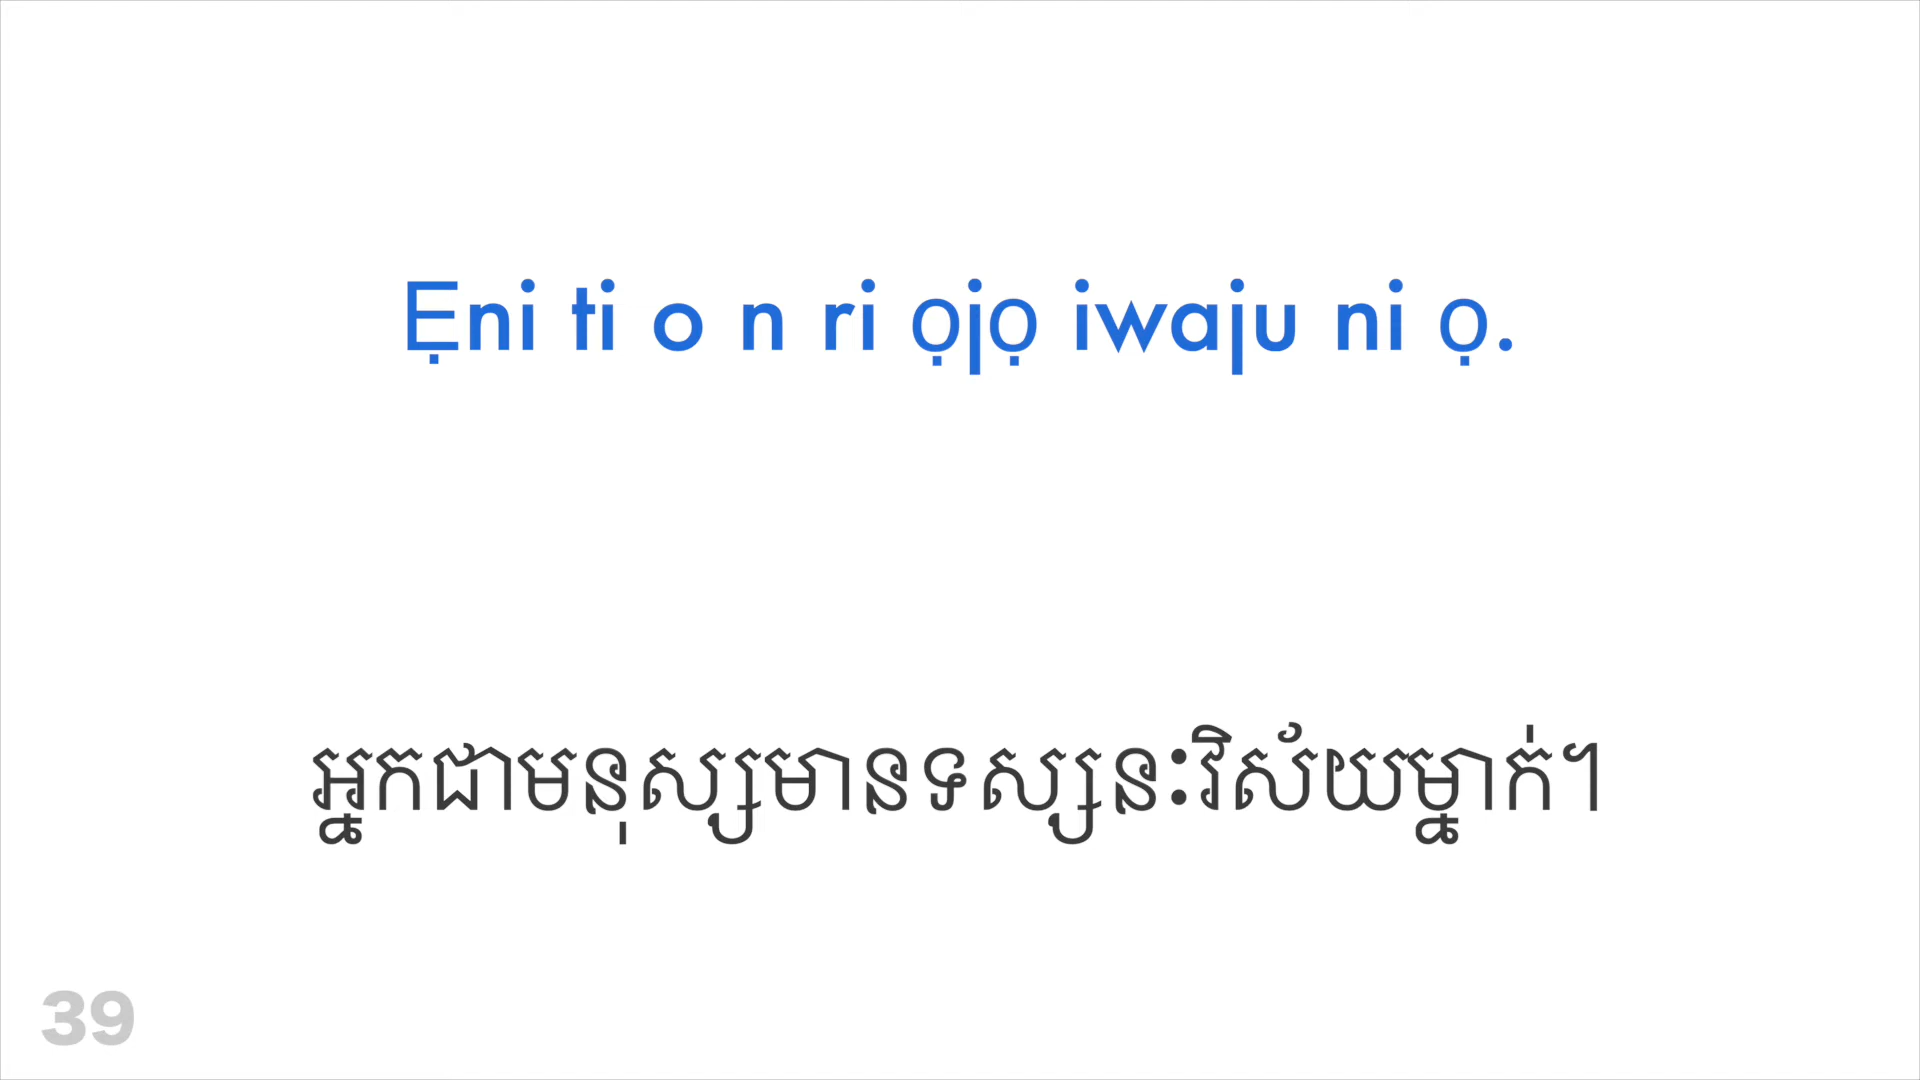 Ẹni ti o n ri ọjọ iwaju ni ọ.
អ្នកជាមនុស្សមានទស្សនៈវិស័យម្នាក់។
39